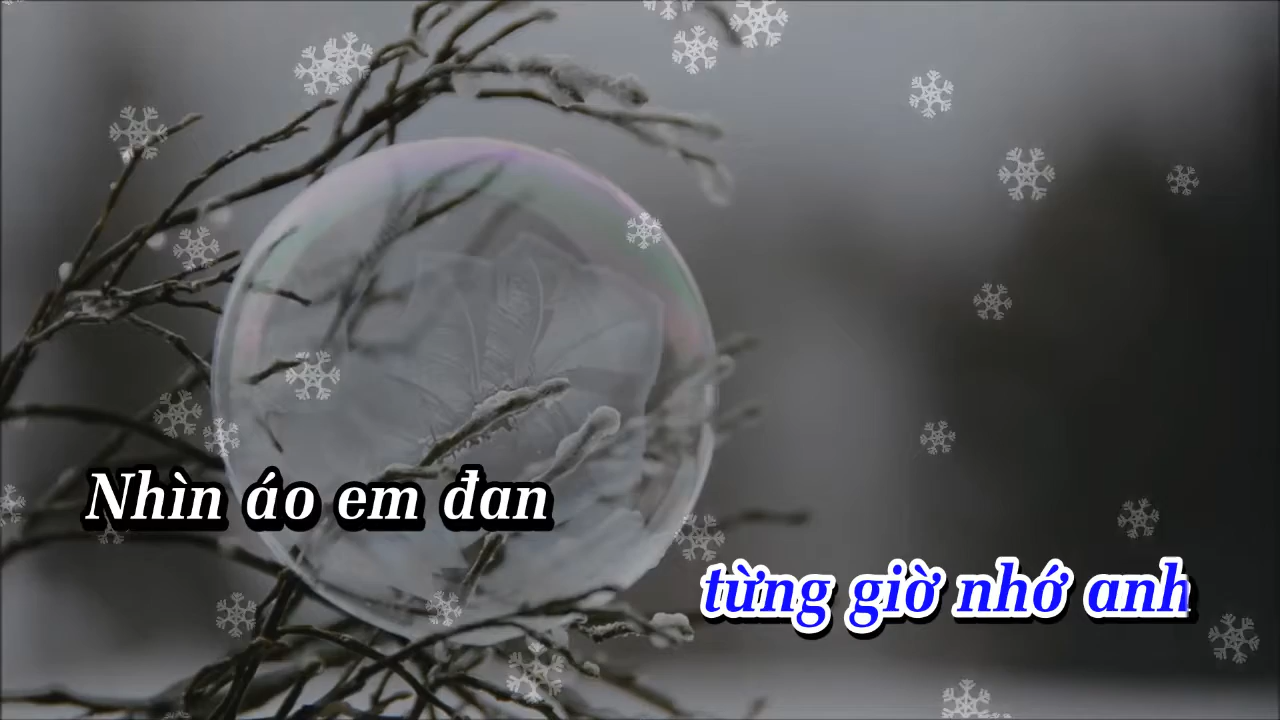 Nhìn áo em đan
từng giờ nhớ anh